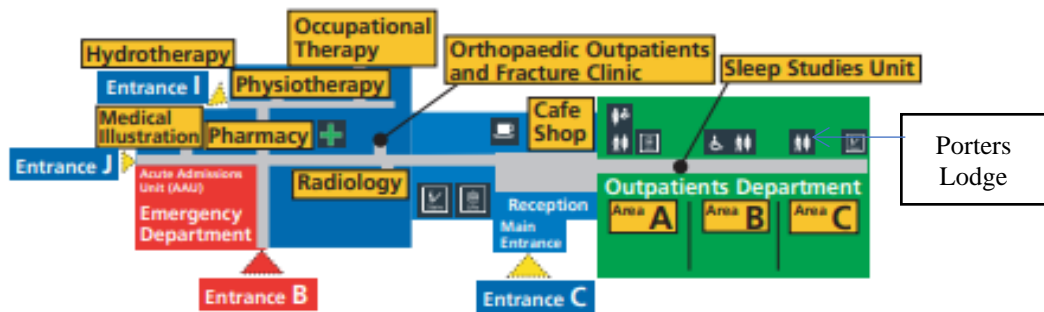 Occupational
Therapy
Hydrotherapy
Orthopaedic Outpatients
and Fracture Clinic
Sleep Studies Unit
Entrance I
Physiotherapy
Medical
Illustration
Pharmacy
Cafe
Shop
Porters
Lodge
Entrance J
Acute Admissions
Unit (AAU)
Emergency
Department
Radiology
Reception
Main
Entrance
Outpatients Department
Area A
Area B
Area C
Entrance B
Entrance C